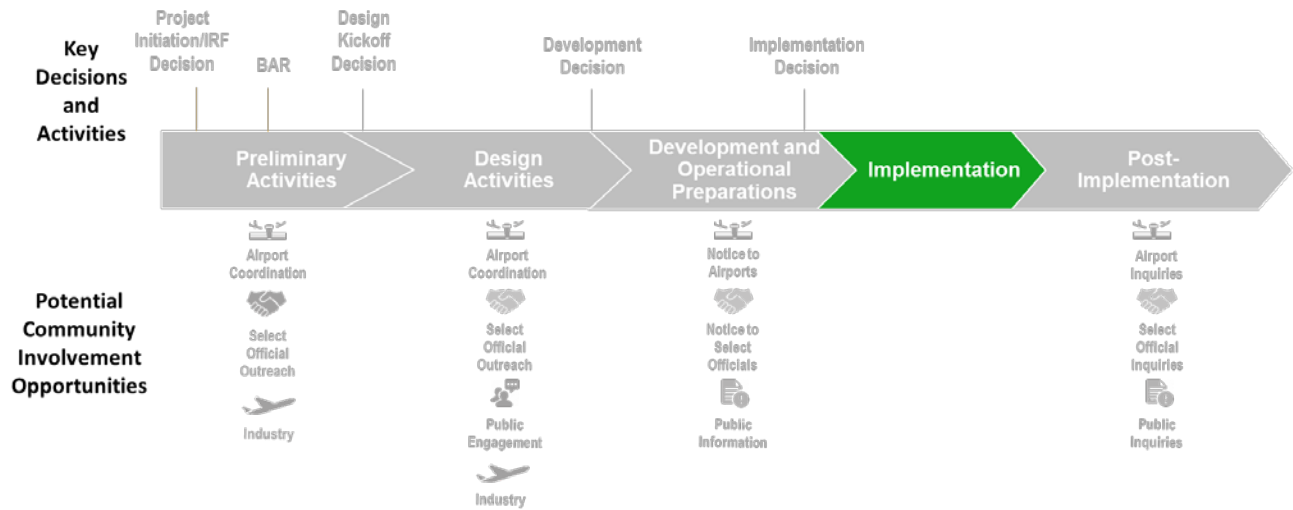 Key
Decisions
and
Activities
Project
Initiation/IRF
Decision
BAR
Design
Kickoff
Decision
Development
Decision
Implementation
Decision
Preliminary
Activities
Design
Activities
Development and
Operational
Preparations
Implementation
Post-
Implementation
Potential
Community
Involvement
Opportunities
Airport
Coordination
Select
Official
Outreach
Industry
Airport
Coordination
Select
Official
Outreach
Public
Engagement
Industry
Notice to
Airports
Notice to
Select
Officials
Public
Information
Airport
Inquiries
Select
Official
Inquiries
Public
Inquiries